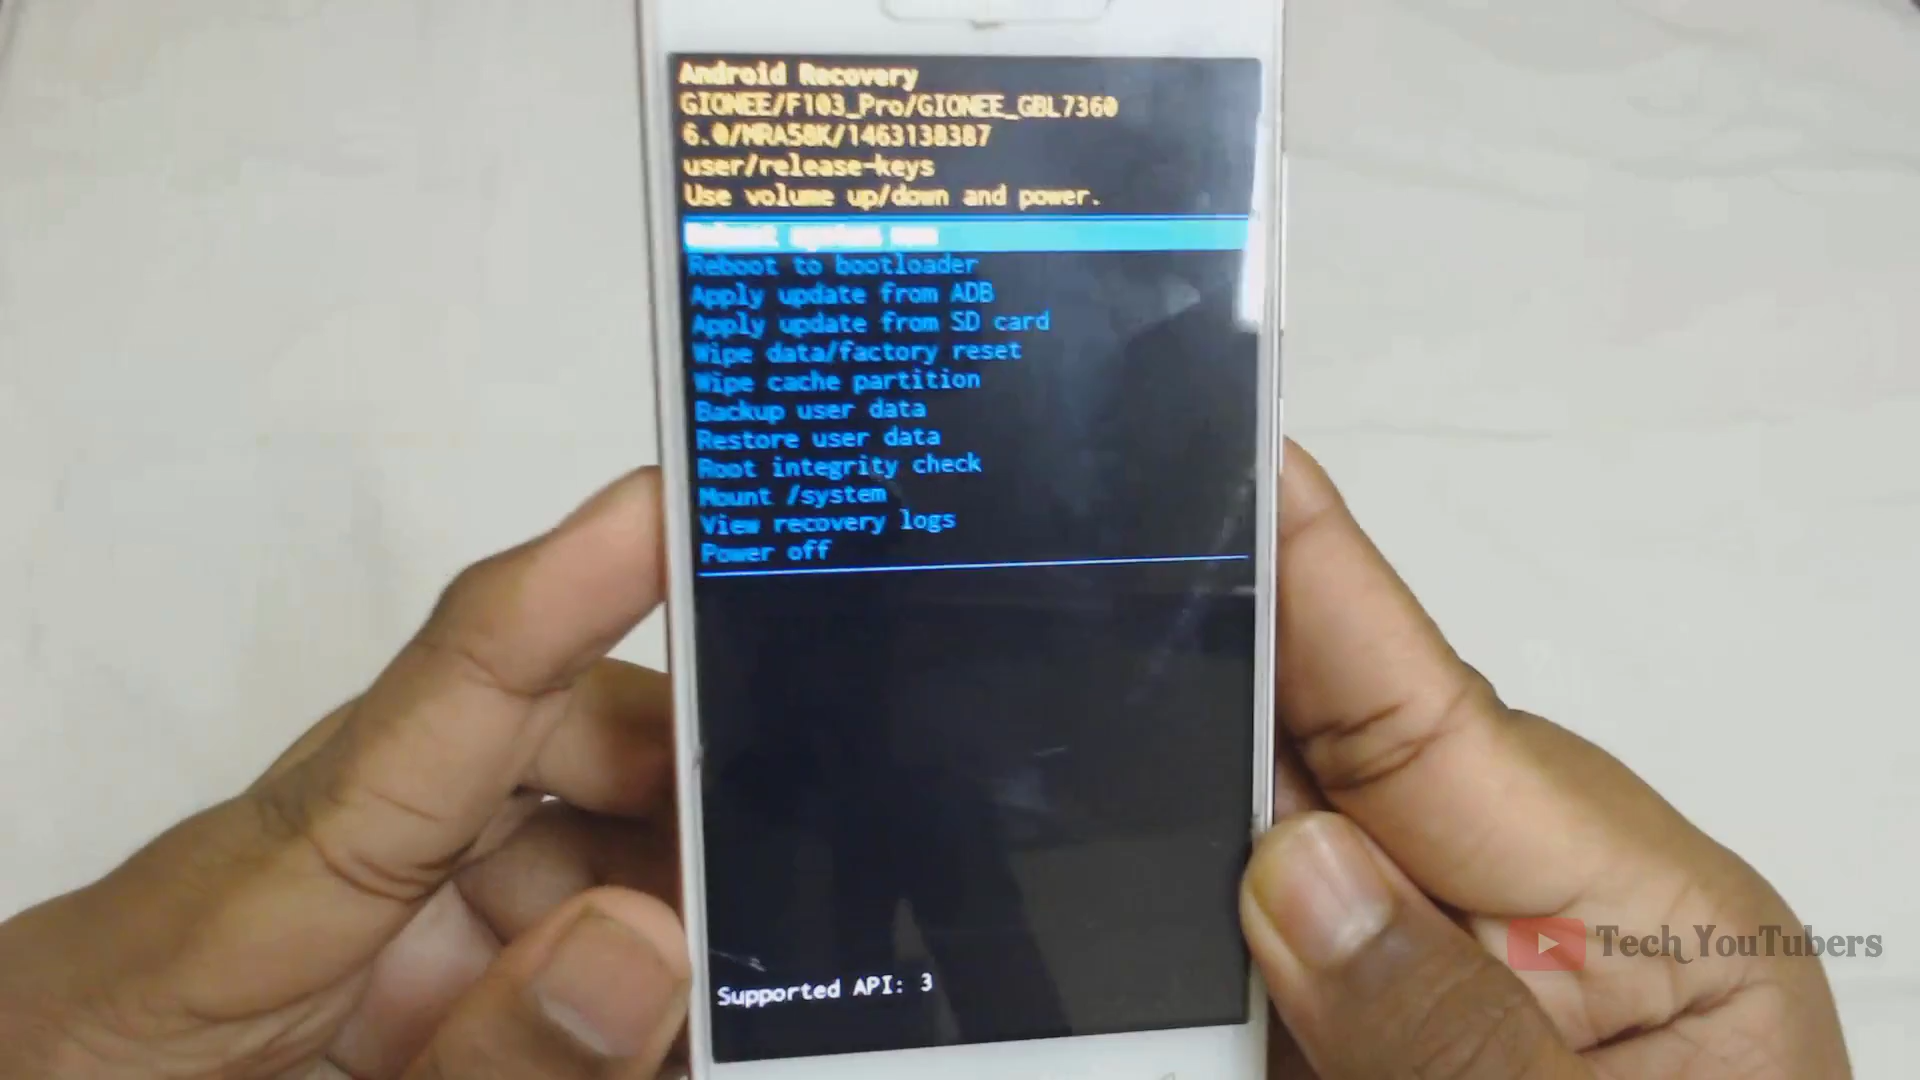 Android Recovery
GIONEE/F103_Pro/GIONEE_GBL7360
6.0/MRA58K/1463138387
user/release-keys
Use volume up/down and power.
Reboot system now
Reboot to bootloader
Apply update from ADB
Apply update from SD card
Wipe data/factory reset
Wipe cache partition
Backup user data
Restore user data
Root integrity check
Mount /system
View recovery logs
Power off
Supported API: 3
Tech YouTubers